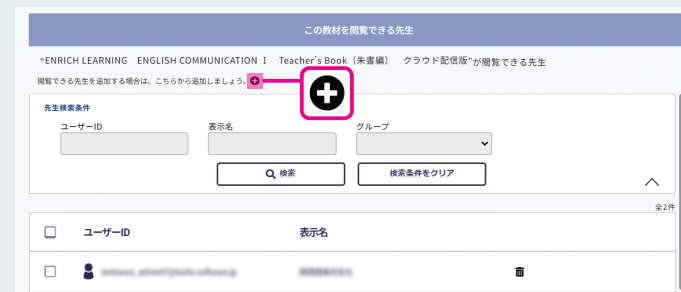 この教材を閲覧できる先生
"ENRICH LEARNING ENGLISH COMMUNICATION Ⅰ Teacher's Book〔朱書編〕 クラウド配信版"が閲覧できる先生
閲覧できる先生を追加する場合は、こちらから追加しましょう。
先生検索条件
ユーザーID 表示名 グループ
検索 検索条件をクリア
全2件
ユーザーID 表示名